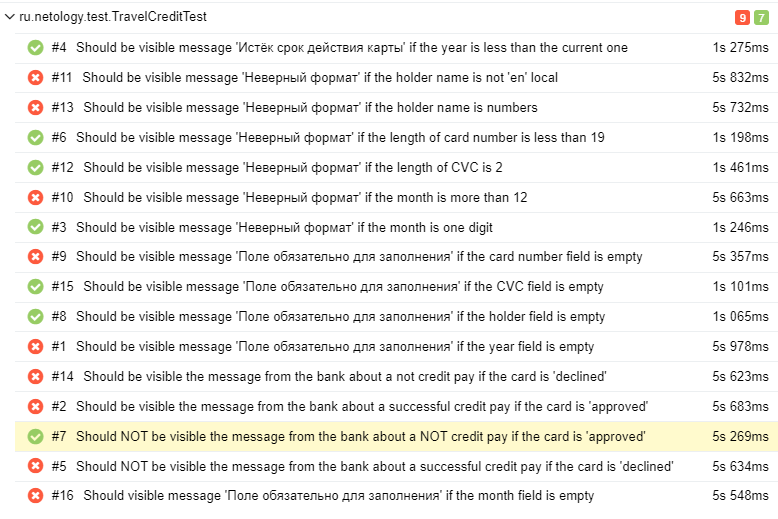 ru.netology.test.TravelCreditTest 9 7
#4 Should be visible message 'Истёк срок действия карты' if the year is less than the current one 1s 275ms
#11 Should be visible message 'Неверный формат' if the holder name is not 'en' local 5s 832ms
#13 Should be visible message 'Неверный формат' if the holder name is numbers 5s 732ms
#6 Should be visible message 'Неверный формат' if the length of card number is less than 19 1s 198ms
#12 Should be visible message 'Неверный формат' if the length of CVC is 2 1s 461ms
#10 Should be visible message 'Неверный формат' if the month is more than 12 5s 663ms
#3 Should be visible message 'Неверный формат' if the month is one digit 1s 246ms
#9 Should be visible message 'Поле обязательно для заполнения' if the card number field is empty 5s 357ms
#15 Should be visible message 'Поле обязательно для заполнения' if the CVC field is empty 1s 101ms
#8 Should be visible message 'Поле обязательно для заполнения' if the holder field is empty 1s 065ms
#1 Should be visible message 'Поле обязательно для заполнения' if the year field is empty 5s 978ms
#14 Should be visible the message from the bank about a not credit pay if the card is 'declined' 5s 623ms
#2 Should be visible the message from the bank about a successful credit pay if the card is 'approved' 5s 683ms
#7 Should NOT be visible the message from the bank about a NOT credit pay if the card is 'approved' 5s 269ms
#5 Should NOT be visible the message from the bank about a successful credit pay if the card is 'declined' 5s 634ms
#16 Should visible message 'Поле обязательно для заполнения' if the month field is empty 5s 548ms